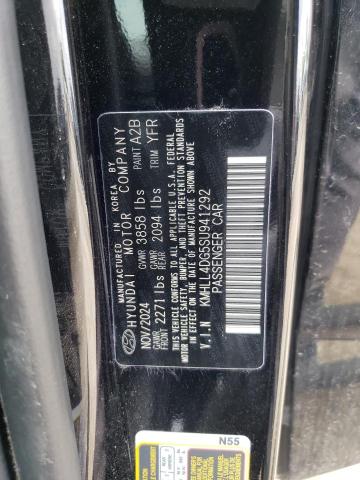 MANUFACTURED IN KOREA BY
HYUNDAI MOTOR COMPANY
NOV/2024 GVWR 3858 lbs PAINT A2B
GAWR FRONT 2271 lbs GAWR REAR 2094 lbs TRIM YFR
THIS VEHICLE CONFORMS TO ALL APPLICABLE U.S.A. FEDERAL
MOTOR VEHICLE SAFETY, BUMPER, AND THEFT PREVENTION STANDARDS
IN EFFECT ON THE DATE OF MANUFACTURE SHOWN ABOVE.
V.I.N KMHLL4DG5SU941292
PASSENGER CAR
N55